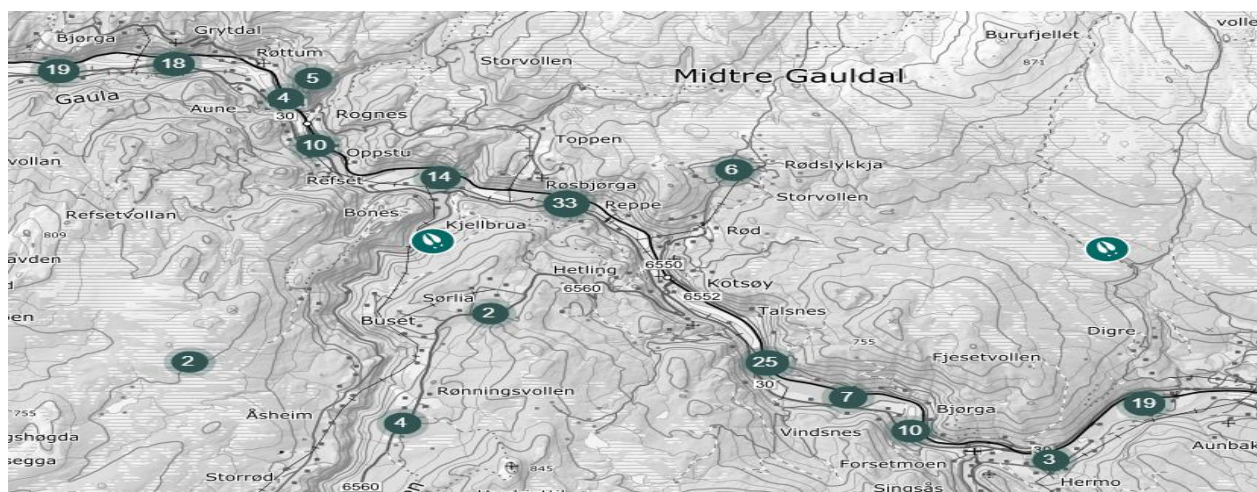 Bjørga
Grytdal
Burufjellet
Røttum
19
18
5
Storvollen
871
Midtre Gauldal
Gaula
4
Aune
30
Rognes
10
Oppstu
Toppen
vollan
6
Rødslykkja
Refset
14
Røsbjørga
Storvollen
33
Reppe
Refsetvollan
Bones
Kjellbrua
809
Rød
6550
Hetling
6560
Kotsøy
Sørlia
6552
2
Buset
Talsnes
Digre
755
2
25
Fjesetvollen
30
Rønningsvollen
7
19
755
Åsheim
4
Bjørga
10
Vindsnes
Aunbak
segga
845
Forsetmoen
3
Storrød
6560
Singsås
Hermo